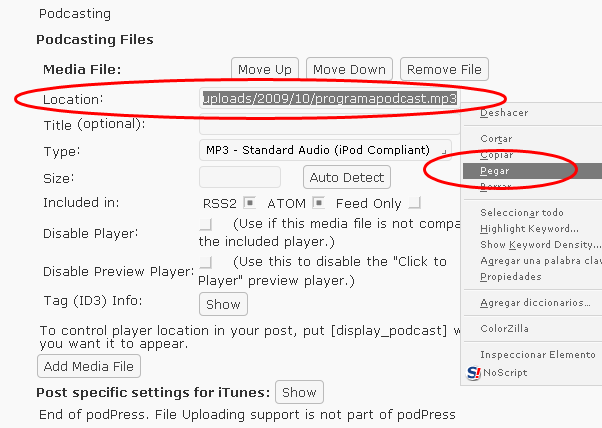 Podcasting
Podcasting Files
Media File: Move Up Move Down Remove File
Location: uploads/2009/10/programapodcast.mp3
Title (optional):
Type: MP3 - Standard Audio (iPod Compliant)
Size: Auto Detect
Included in: RSS2 ATOM Feed Only
Disable Player: (Use if this media file is not compa
the included player.)
Disable Preview Player: (Use this to disable the "Click to
Player" preview player.)
Tag (ID3) Info: Show
To control player location in your post, put [display_podcast] w
you want it to appear.
Add Media File
Post specific settings for iTunes: Show
End of podPress. File Uploading support is not part of podPress
Deshacer
Cortar
Copiar
Pegar
Borrar
Seleccionar todo
Highlight Keyword...
Show Keyword Density...
Agregar una palabra clav
Propiedades
Agregar diccionarios...
ColorZilla
Inspeccionar Elemento
S! NoScript